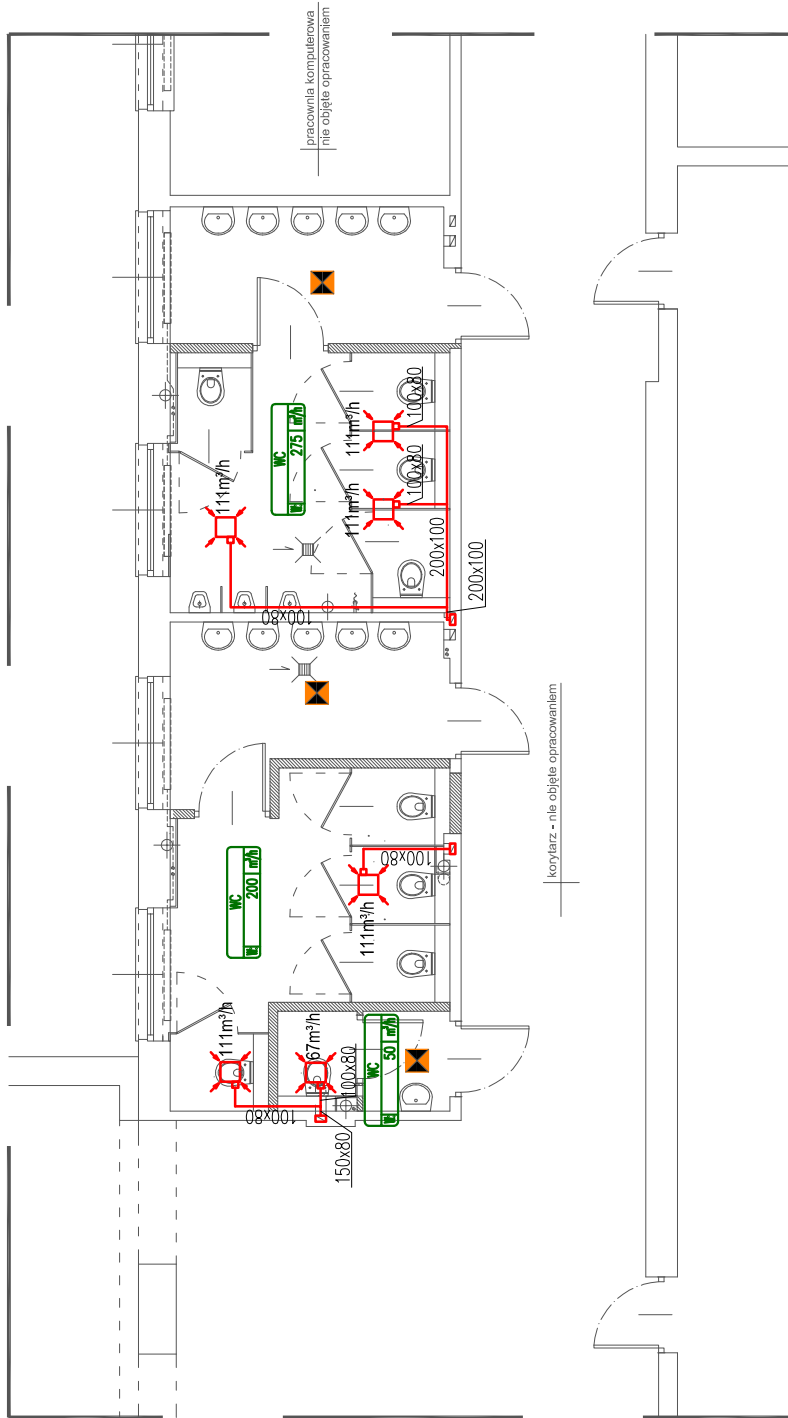 pracownia komputerowa
nie objęte opracowaniem
100x80
111m³/h
WC
275 m³/h
100x80
111m³/h
111m³/h
200x100
200x100
100x80
korytarz - nie objęte opracowaniem
WC
200 m³/h
100x80
111m³/h
111m³/h
67m³/h
WC
50 m³/h
100x80
100x80
150x80